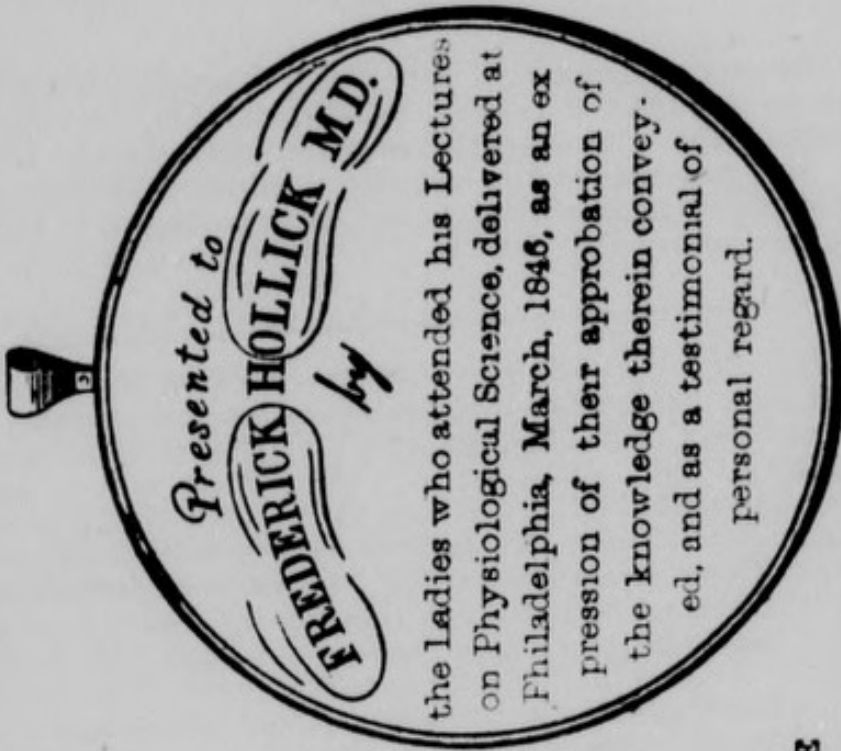 Presented to
FREDERICK HOLLICK MD.
by
the Ladies who attended his Lectures
on Physiological Science, delivered at
Philadelphia, March, 1846, as an ex
pression of their approbation of
the knowledge therein convey-
ed, and as a testimonial of
personal regard.